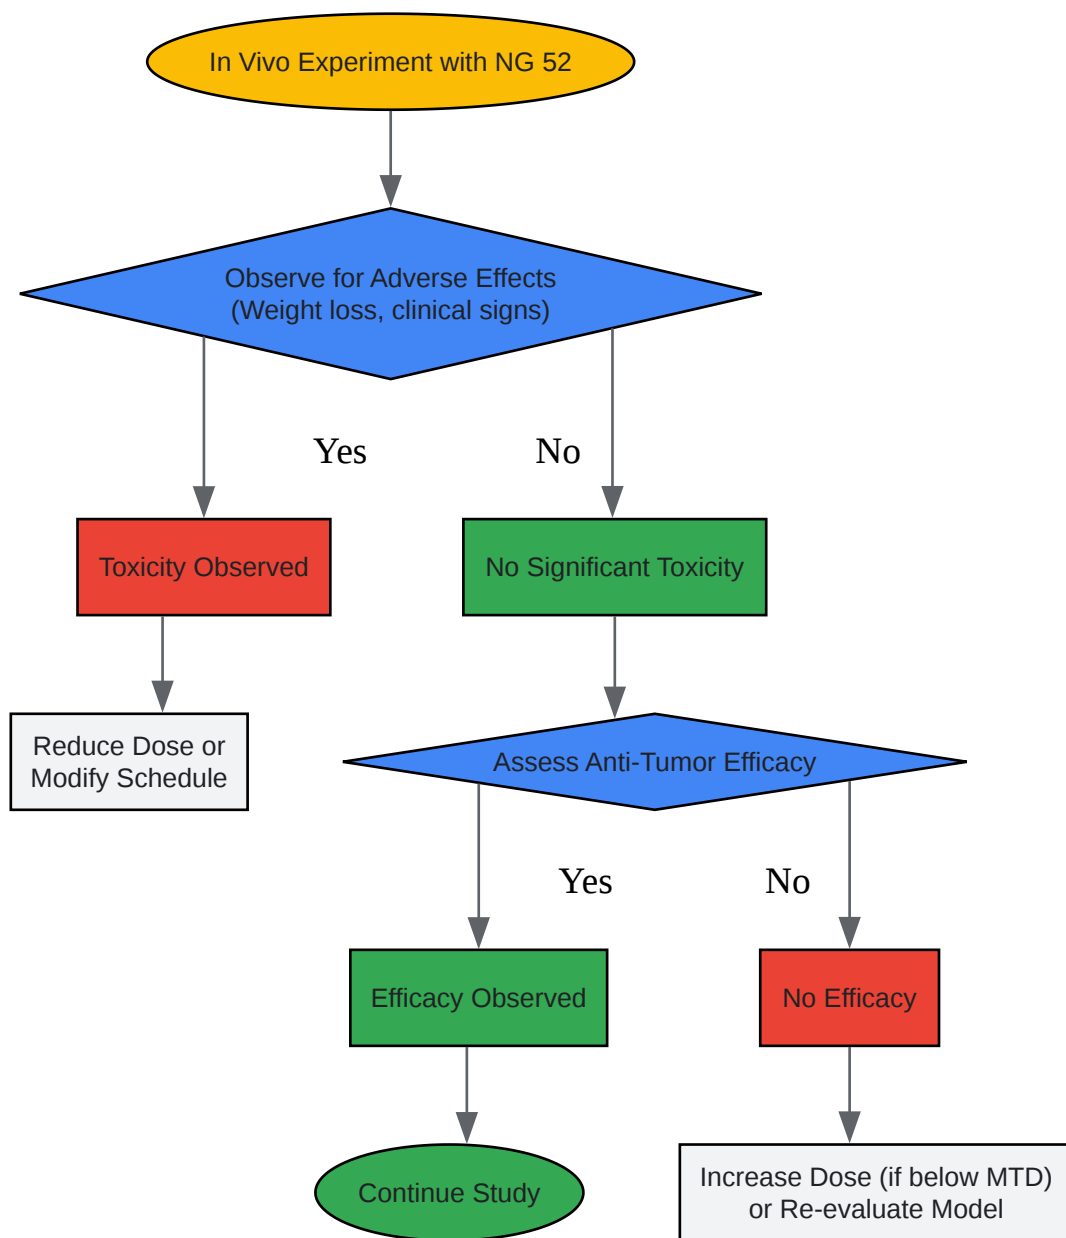 In Vivo Experiment with NG 52
Observe for Adverse Effects
(Weight loss, clinical signs)
Yes
No
Toxicity Observed
No Significant Toxicity
Reduce Dose or
Modify Schedule
Assess Anti-Tumor Efficacy
Yes
No
Efficacy Observed
No Efficacy
Continue Study
Increase Dose (if below MTD)
or Re-evaluate Model